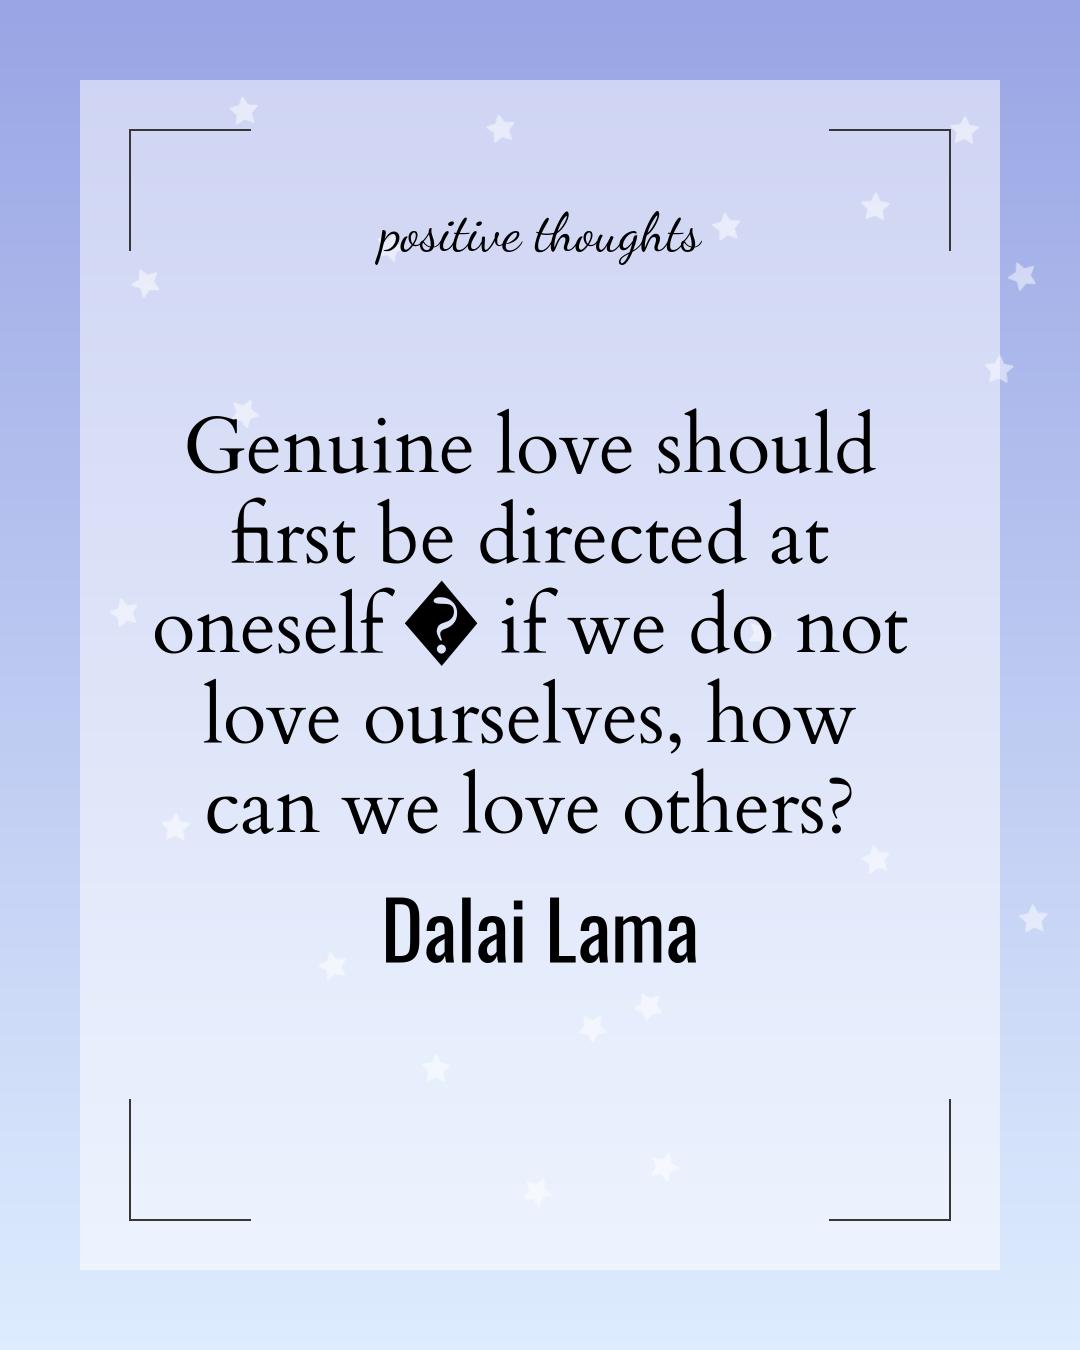 positive thoughts
Genuine love should
first be directed at
oneself � if we do not
love ourselves, how
can we love others?
Dalai Lama